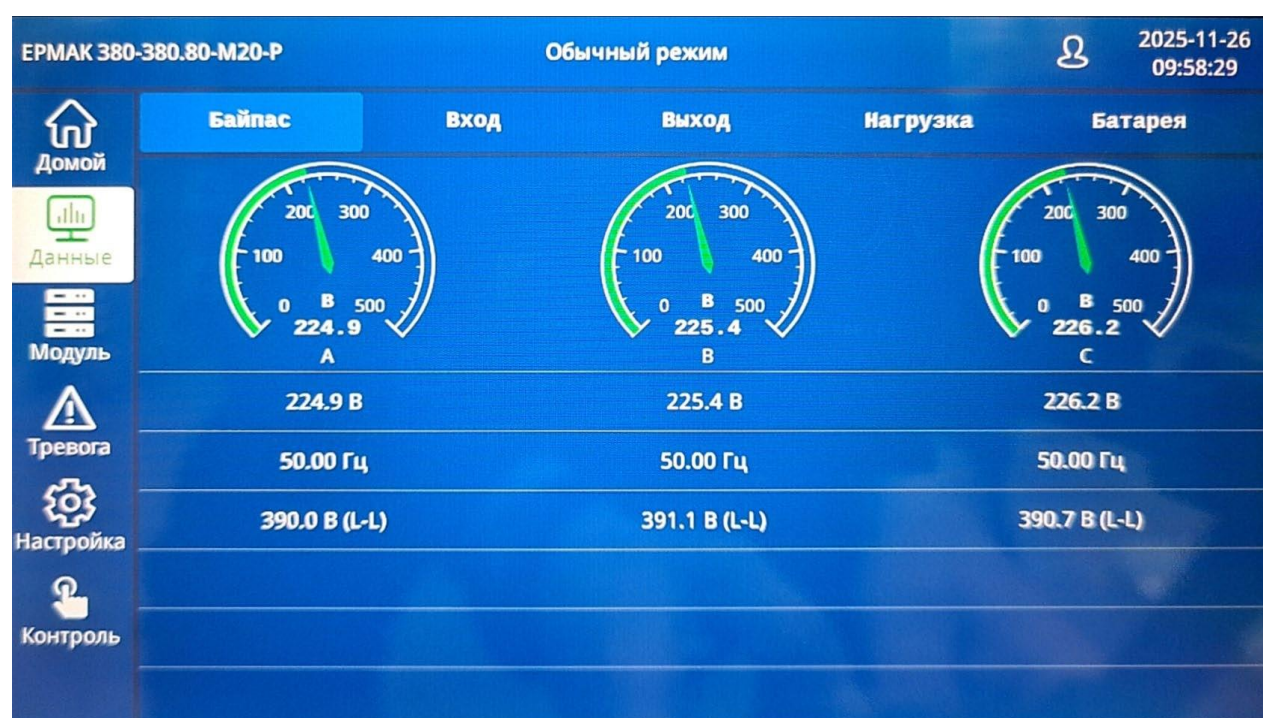 ЕРМАК 380-380.80-M20-P
Обычный режим
2025-11-26
09:58:29
Домой
Данные
Модуль
Тревога
Настройка
Контроль
Байпас Вход Выход Нагрузка Батарея
200 300
100 400
0 В 500
224.9
A
200 300
100 400
0 В 500
225.4
B
200 300
100 400
0 В 500
226.2
C
224.9 В 225.4 В 226.2 В
50.00 Гц 50.00 Гц 50.00 Гц
390.0 В (L-L) 391.1 В (L-L) 390.7 В (L-L)